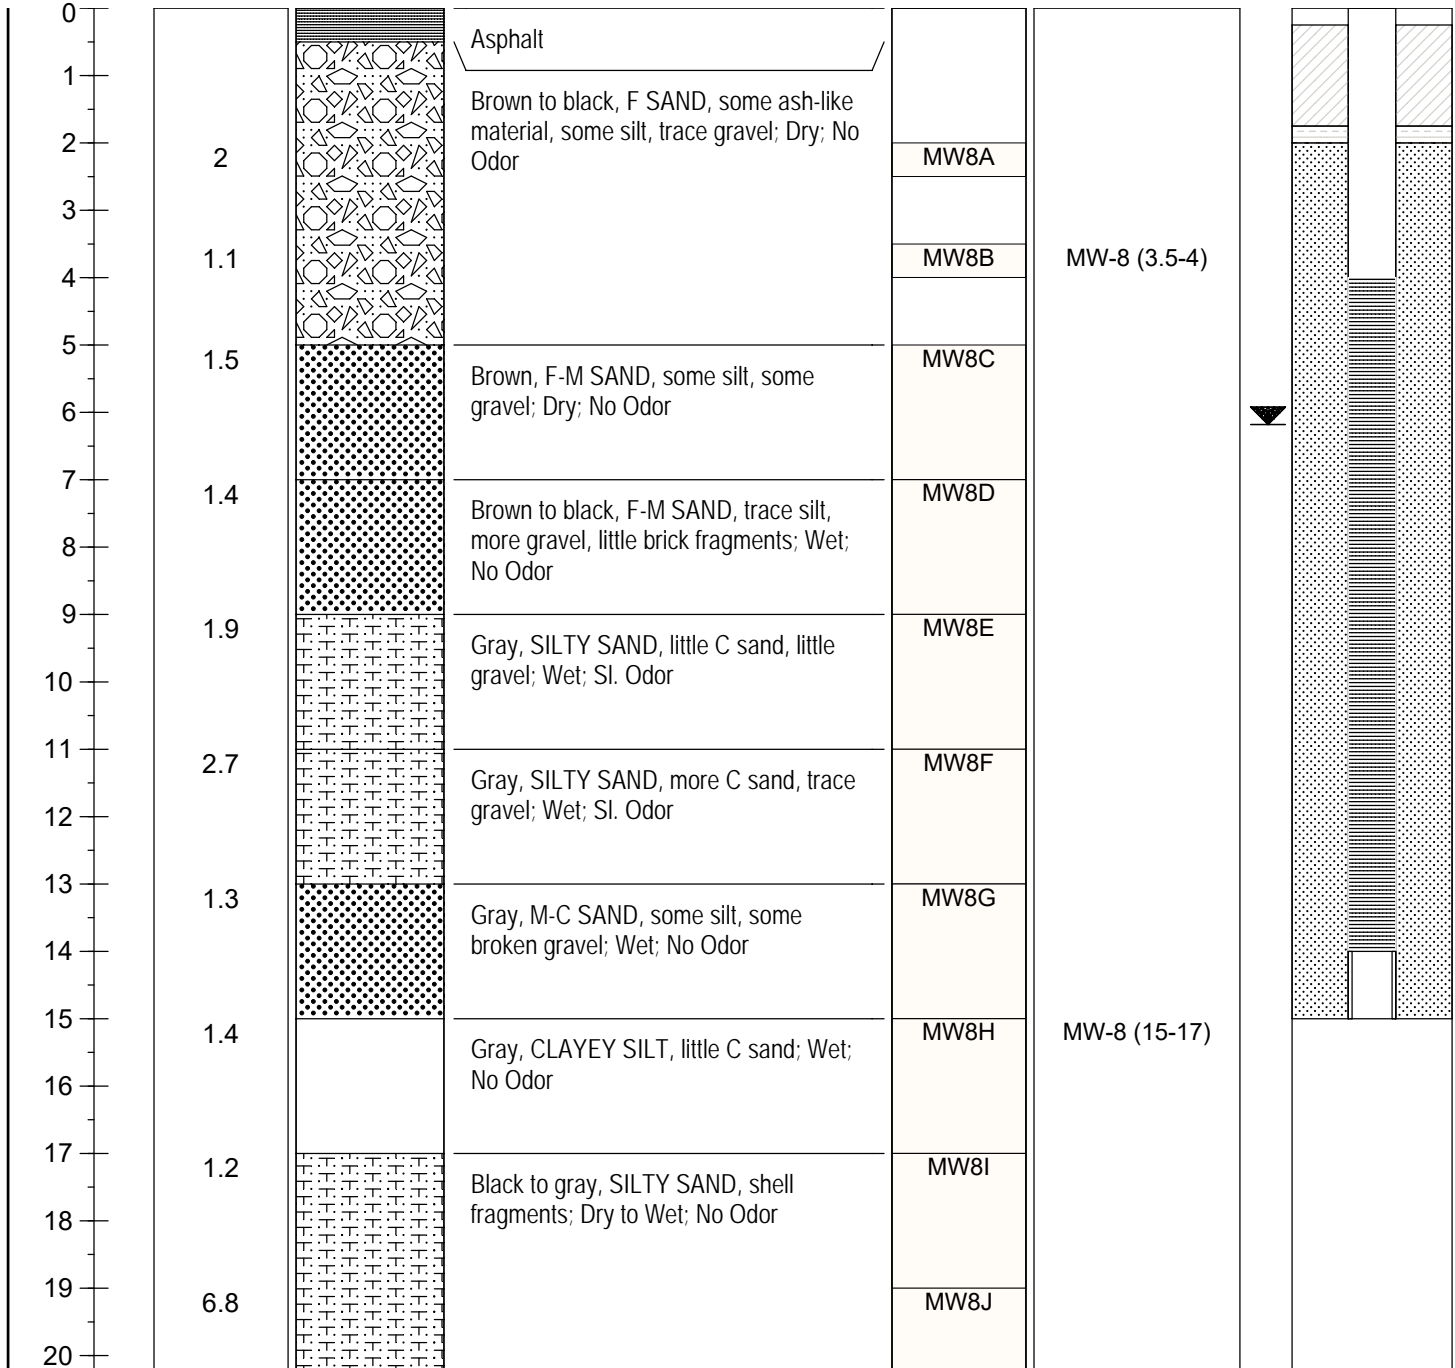 0
Asphalt
1
Brown to black, F SAND, some ash-like
material, some silt, trace gravel; Dry; No
Odor
2
2
MW8A
3
1.1
MW8B
MW-8 (3.5-4)
4
5
1.5
MW8C
Brown, F-M SAND, some silt, some
gravel; Dry; No Odor
6
7
1.4
MW8D
Brown to black, F-M SAND, trace silt,
more gravel, little brick fragments; Wet;
No Odor
8
9
1.9
MW8E
Gray, SILTY SAND, little C sand, little
gravel; Wet; Sl. Odor
10
11
2.7
MW8F
Gray, SILTY SAND, more C sand, trace
gravel; Wet; Sl. Odor
12
13
1.3
MW8G
Gray, M-C SAND, some silt, some
broken gravel; Wet; No Odor
14
15
1.4
MW8H
MW-8 (15-17)
Gray, CLAYEY SILT, little C sand; Wet;
No Odor
16
17
1.2
MW8I
Black to gray, SILTY SAND, shell
fragments; Dry to Wet; No Odor
18
19
6.8
MW8J
20